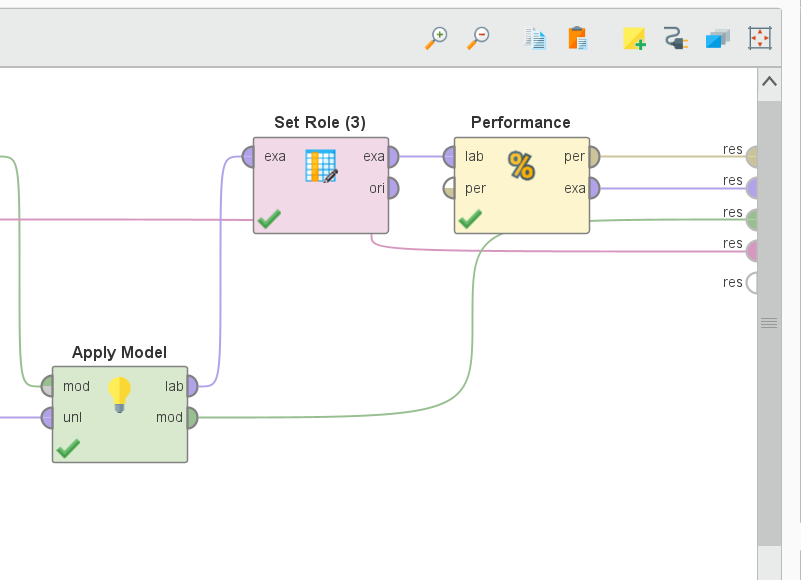 Set Role (3)
Performance
exa
exa
ori
lab
per
per
exa
res
res
res
res
res
Apply Model
mod
lab
unl
mod